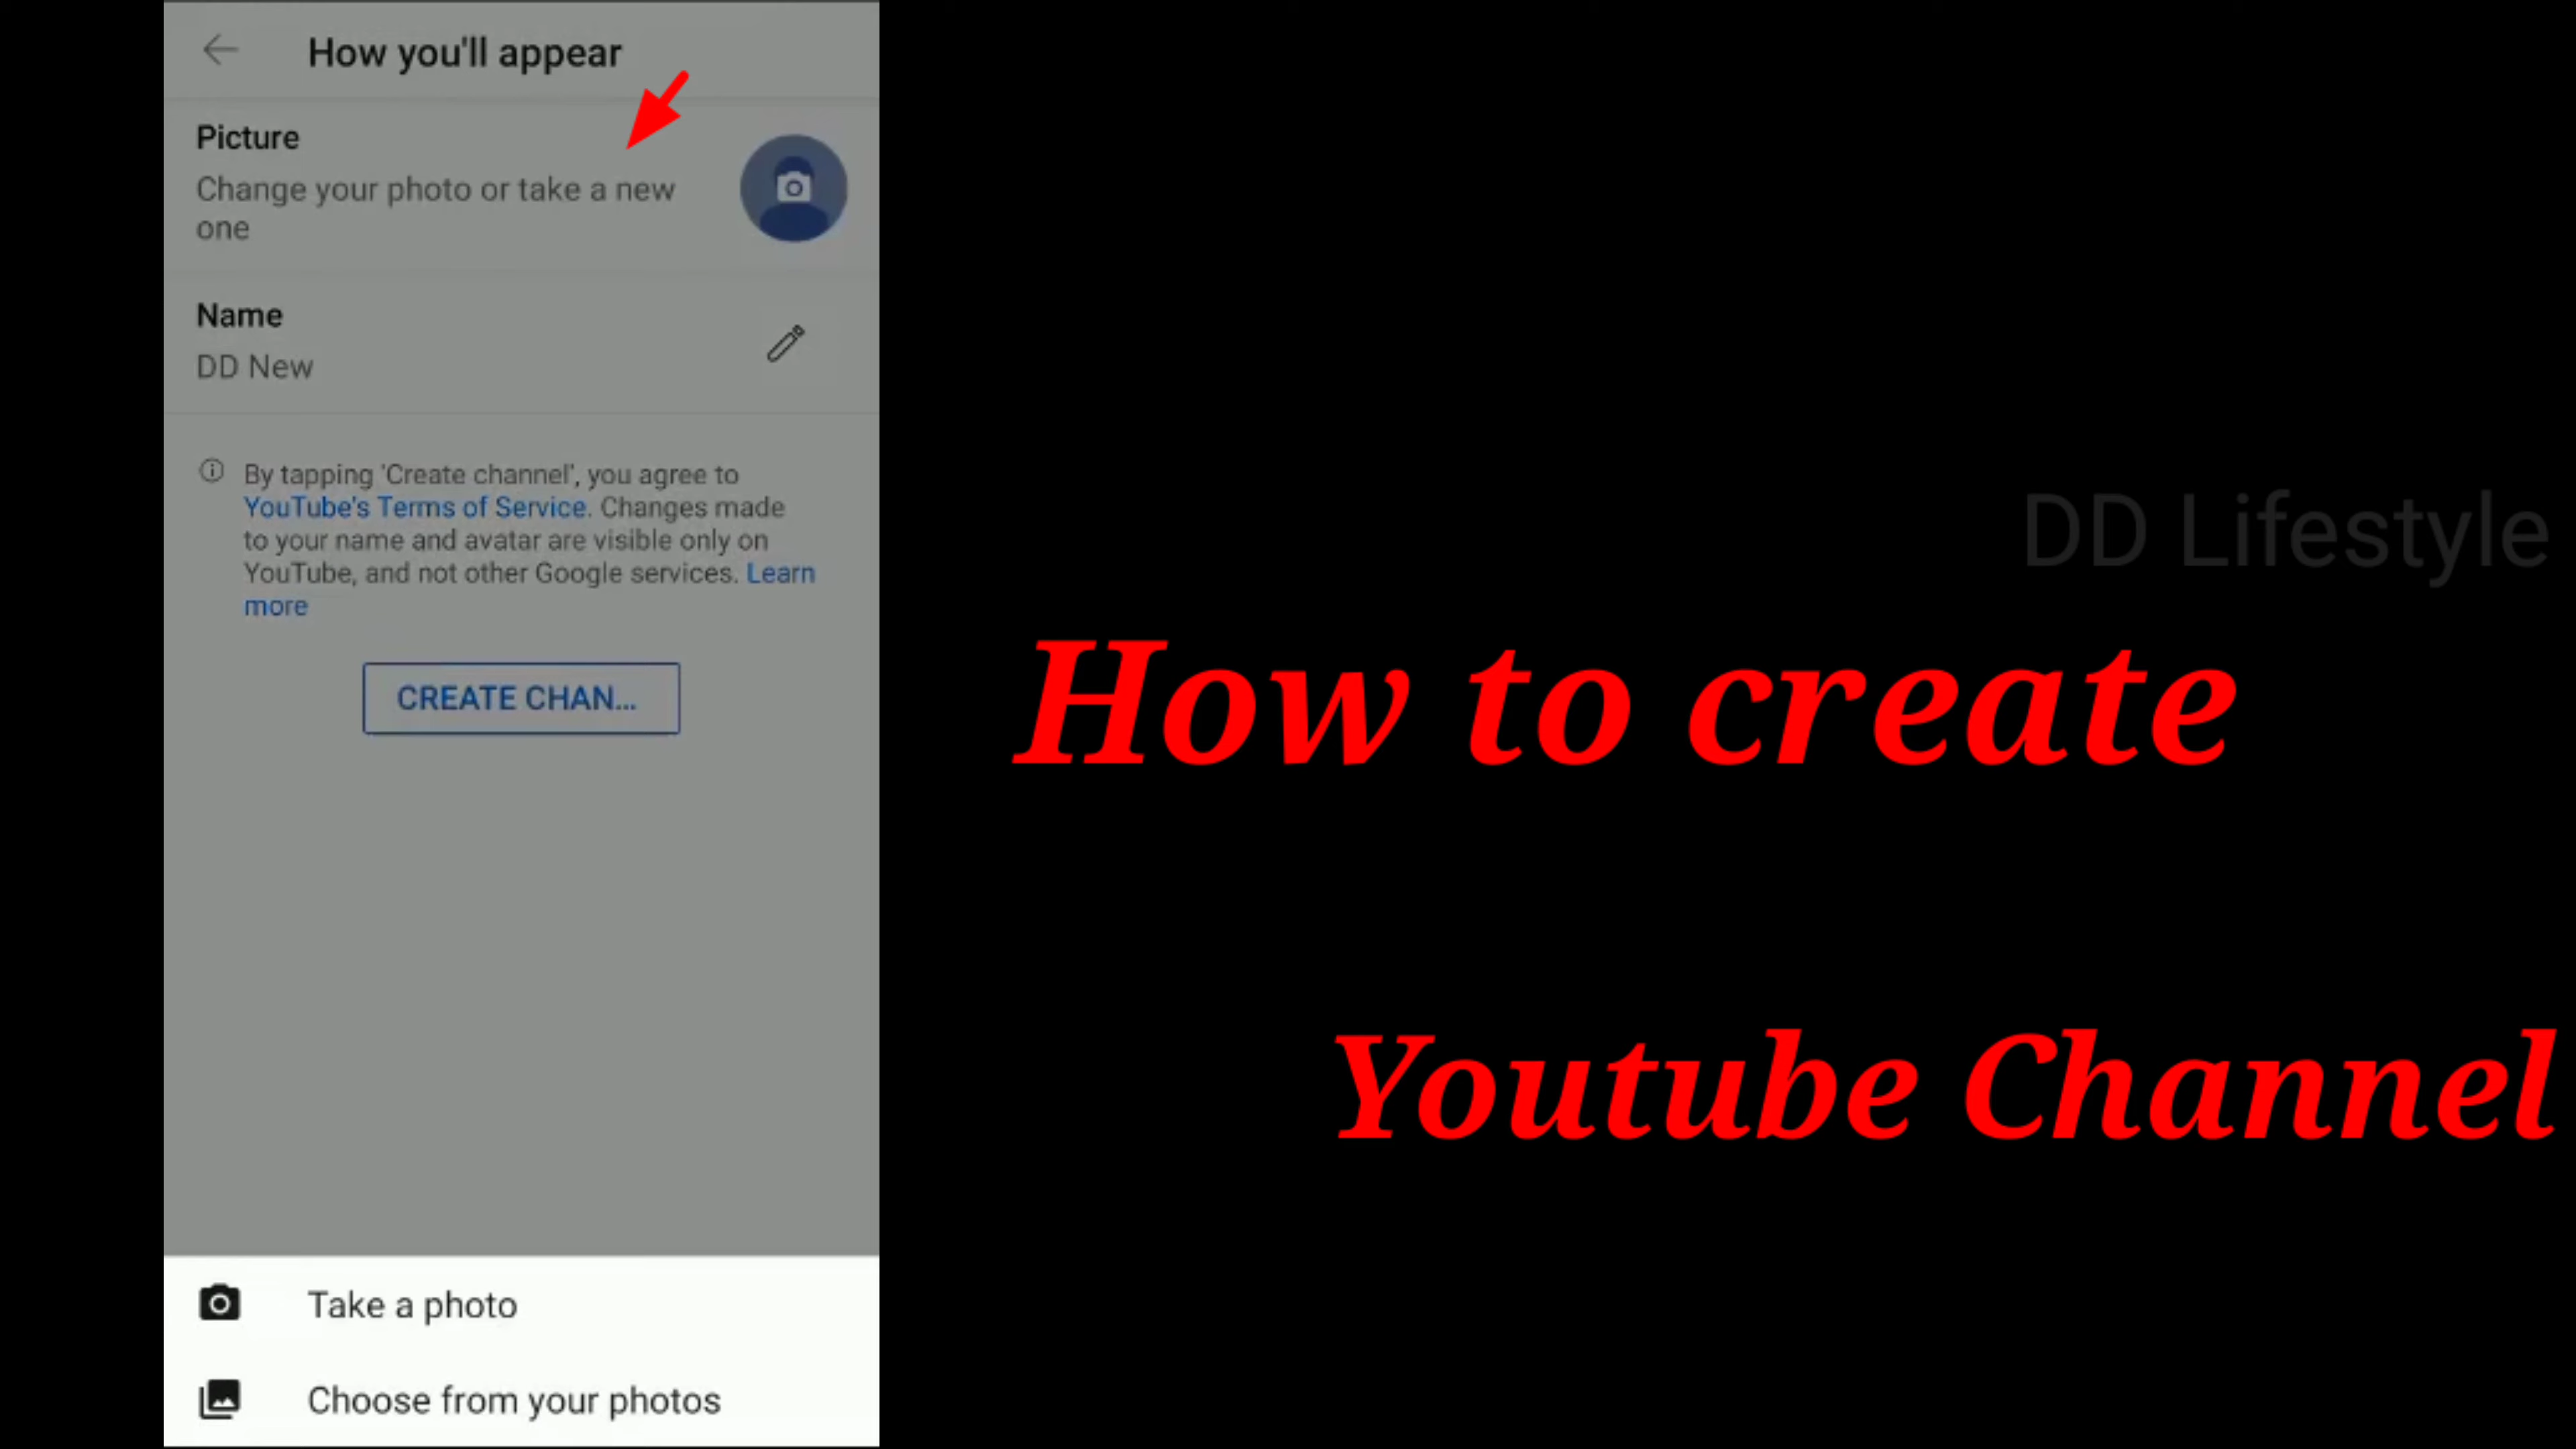 How you'll appear
Picture
Change your photo or take a new
one
Name
DD New
By tapping 'Create channel', you agree to
YouTube's Terms of Service. Changes made
to your name and avatar are visible only on
YouTube, and not other Google services. Learn
more
CREATE CHAN...
Take a photo
Choose from your photos
DD Lifestyle
How to create
Youtube Channel